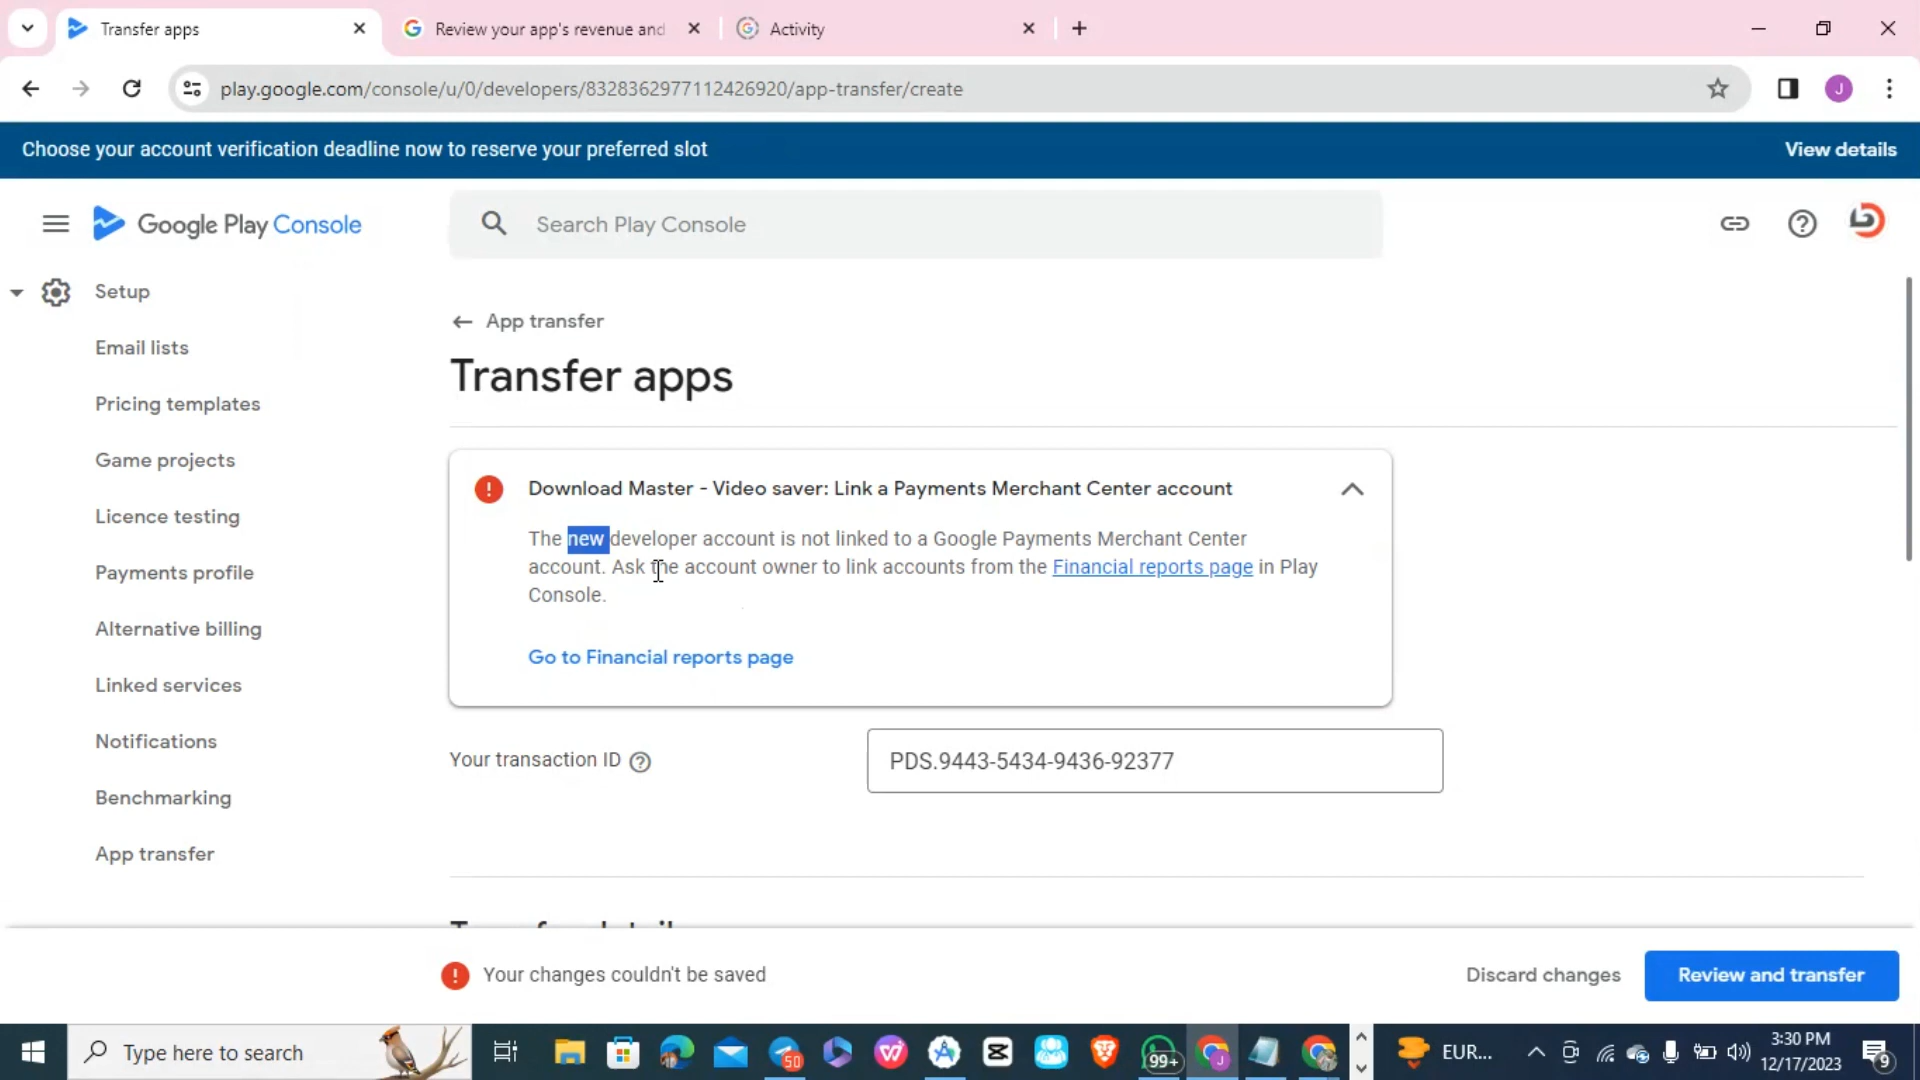 Transfer apps
Review your app's revenue and
Activity
play.google.com/console/u/0/developers/8328362977112426920/app-transfer/create
J
Choose your account verification deadline now to reserve your preferred slot
View details
Google Play Console
Search Play Console
Setup
Email lists
Pricing templates
Game projects
Licence testing
Payments profile
Alternative billing
Linked services
Notifications
Benchmarking
App transfer
App transfer
Transfer apps
Download Master - Video saver: Link a Payments Merchant Center account
The new developer account is not linked to a Google Payments Merchant Center
account. Ask the account owner to link accounts from the Financial reports page in Play
Console.
Go to Financial reports page
Your transaction ID
PDS.9443-5434-9436-92377
Your changes couldn't be saved
Discard changes
Review and transfer
Type here to search
50
99+
J
EUR...
3:30 PM
12/17/2023
9